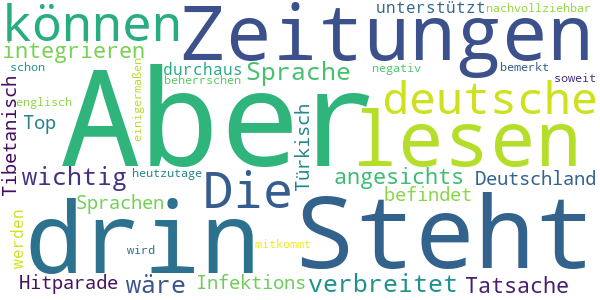 können
Zeitungen
unterstützt
nachvollziehbar
integrieren
schon
durchaus
Sprache
negativ
bemerkt
beherrschen
soweit
englisch
einigermaßen
Aber
lesen
deutsche
Top
Tibetanisch
Türkisch
wichtig
heutzutage
Die
angesichts
Deutschland
Sprachen
befindet
werden
drin
Steht
wird
mitkommt
Hitparade
wäre
Infektions
verbreitet
Tatsache